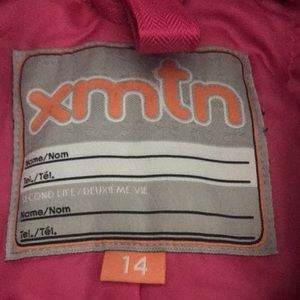 xmtn
Name/Nom
Tel./Tél.
SECOND LIFE/DEUXIÈME VIE
Name/Nom
Tel./Tél.
14